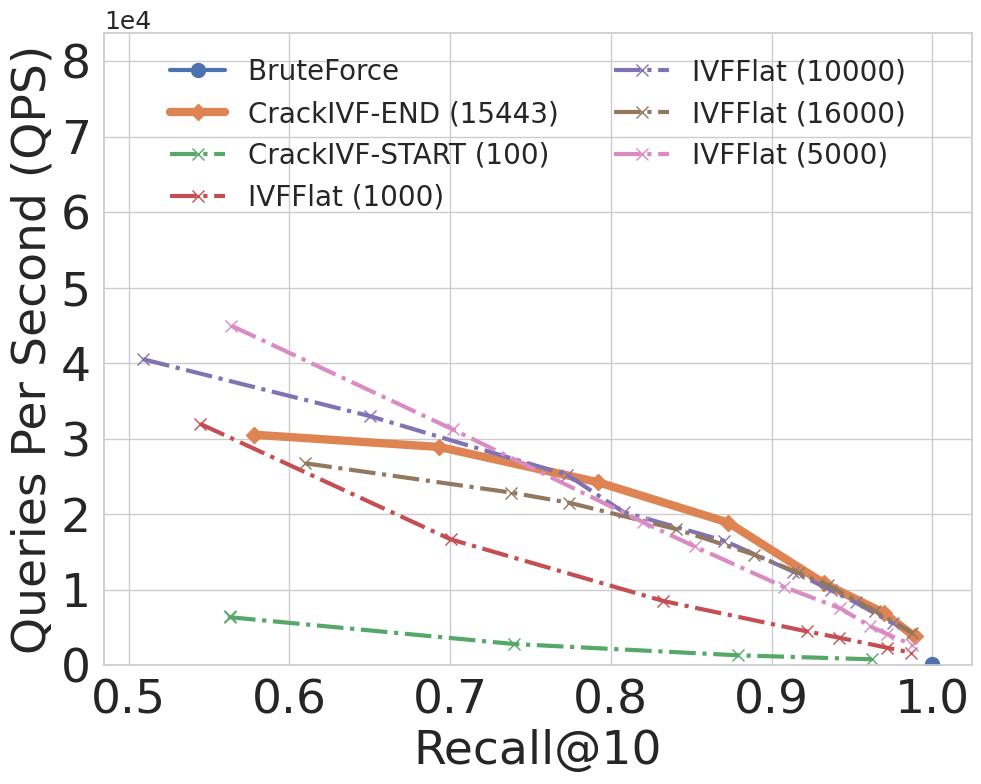 1e4
Queries Per Second (QPS)
8
7
6
5
4
3
2
1
0
BruteForce
CrackIVF-END (15443)
CrackIVF-START (100)
IVFFlat (1000)
IVFFlat (10000)
IVFFlat (16000)
IVFFlat (5000)
0.5 0.6 0.7 0.8 0.9 1.0
Recall@10